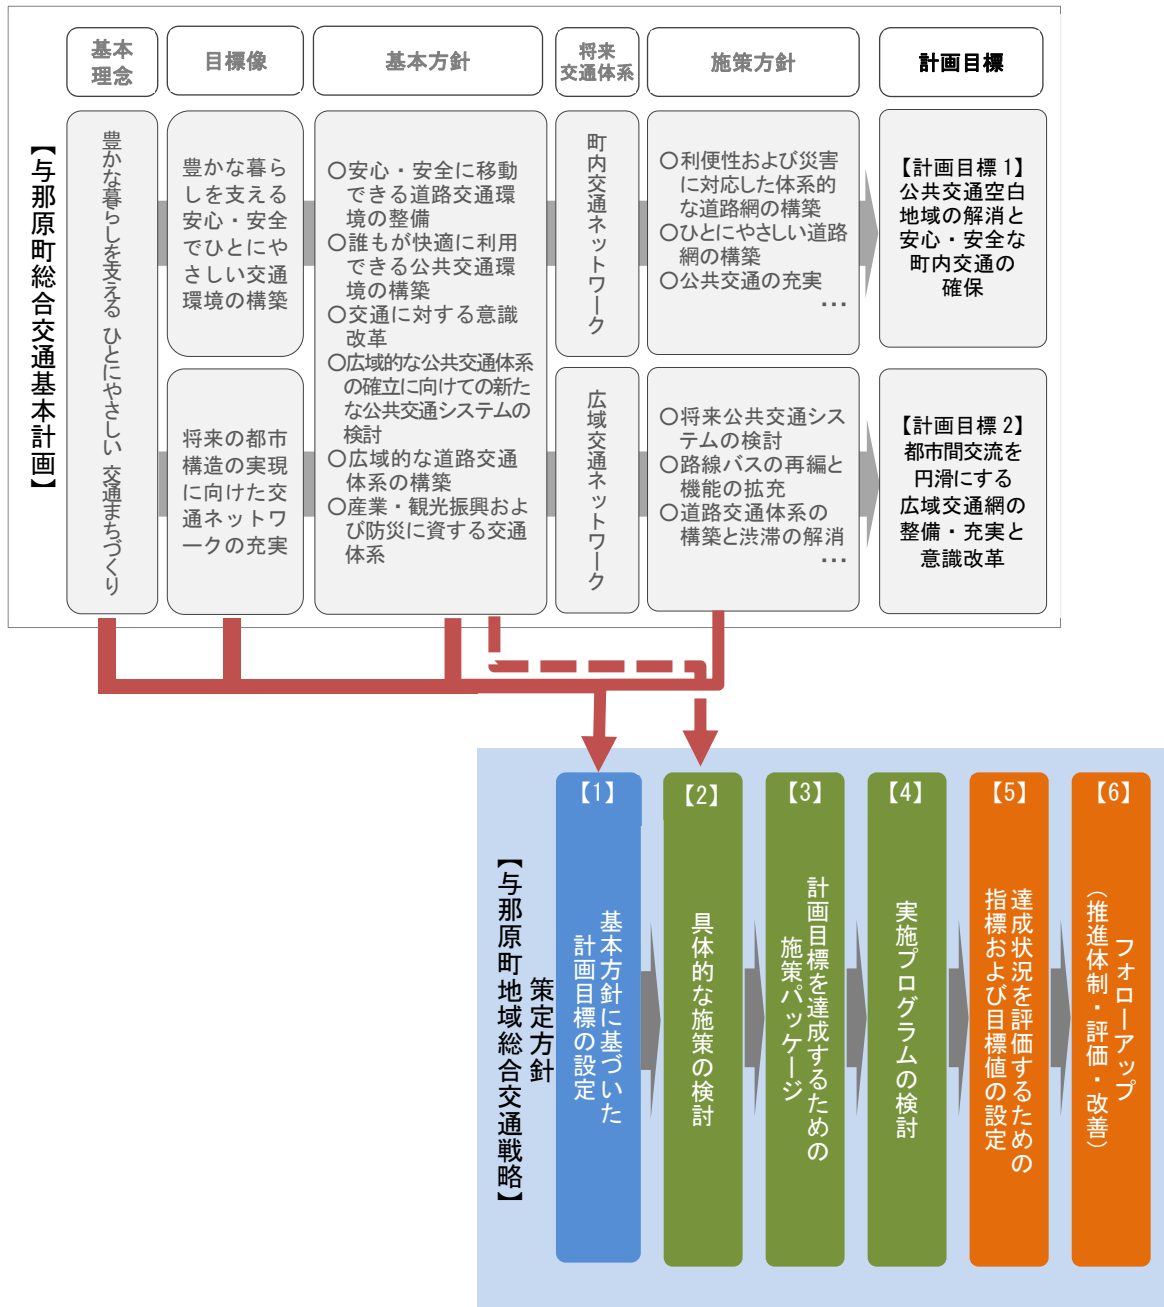 基本
理念
目標像
基本方針
将来
交通体系
施策方針
計画目標
【与那原町総合交通基本計画】
豊かな暮らしを支える ひとにやさしい 交通まちづくり
豊かな暮ら
しを支える
安心・安全
でひとにや
さしい交通
環境の構築
将来の都市
構造の実現
に向けた交
通ネットワ
ークの充実
○安心・安全に移動
できる道路交通環
境の整備
○誰もが快適に利用
できる公共交通環
境の構築
○交通に対する意識
改革
○広域的な公共交通体系
の確立に向けての新た
な公共交通システムの
検討
○広域的な道路交通
体系の構築
○産業・観光振興お
よび防災に資する交通
体系
町内交通ネットワーク
広域交通ネットワーク
○利便性および災害
に対応した体系的
な道路網の構築
○ひとにやさしい道路
網の構築
○公共交通の充実
…
○将来公共交通シス
テムの検討
○路線バスの再編と
機能の拡充
○道路交通体系の
構築と渋滞の解消
…
【計画目標 1】
公共交通空白
地域の解消と
安心・安全な
町内交通の
確保
【計画目標 2】
都市間交流を
円滑にする
広域交通網の
整備・充実と
意識改革
【与那原町地域総合交通戦略】
策定方針
【1】
基本方針に基づいた
計画目標の設定
【2】
具体的な施策の検討
【3】
計画目標を達成するための
施策パッケージ
【4】
実施プログラムの検討
【5】
達成状況を評価するための
指標および目標値の設定
【6】
フォローアップ
（推進体制・評価・改善）